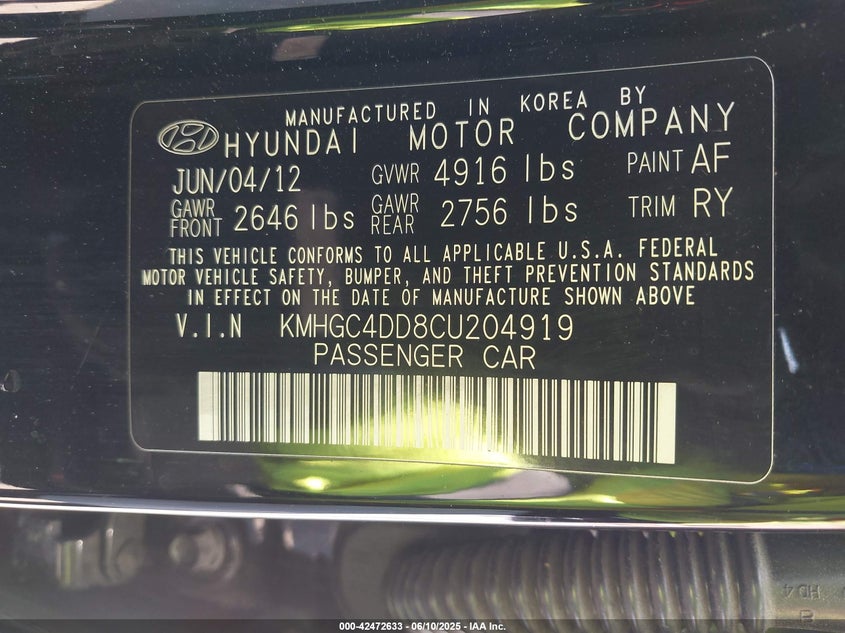 MANUFACTURED IN KOREA BY
HYUNDAI MOTOR COMPANY
JUN/04/12 GVWR 4916 lbs PAINT AF
GAWR FRONT 2646 lbs GAWR REAR 2756 lbs TRIM RY
THIS VEHICLE CONFORMS TO ALL APPLICABLE U.S.A. FEDERAL
MOTOR VEHICLE SAFETY, BUMPER, AND THEFT PREVENTION STANDARDS
IN EFFECT ON THE DATE OF MANUFACTURE SHOWN ABOVE
V.I.N KMHGC4DD8CU204919
PASSENGER CAR
HD4
000-42472633 - 06/10/2025 - IAA Inc.